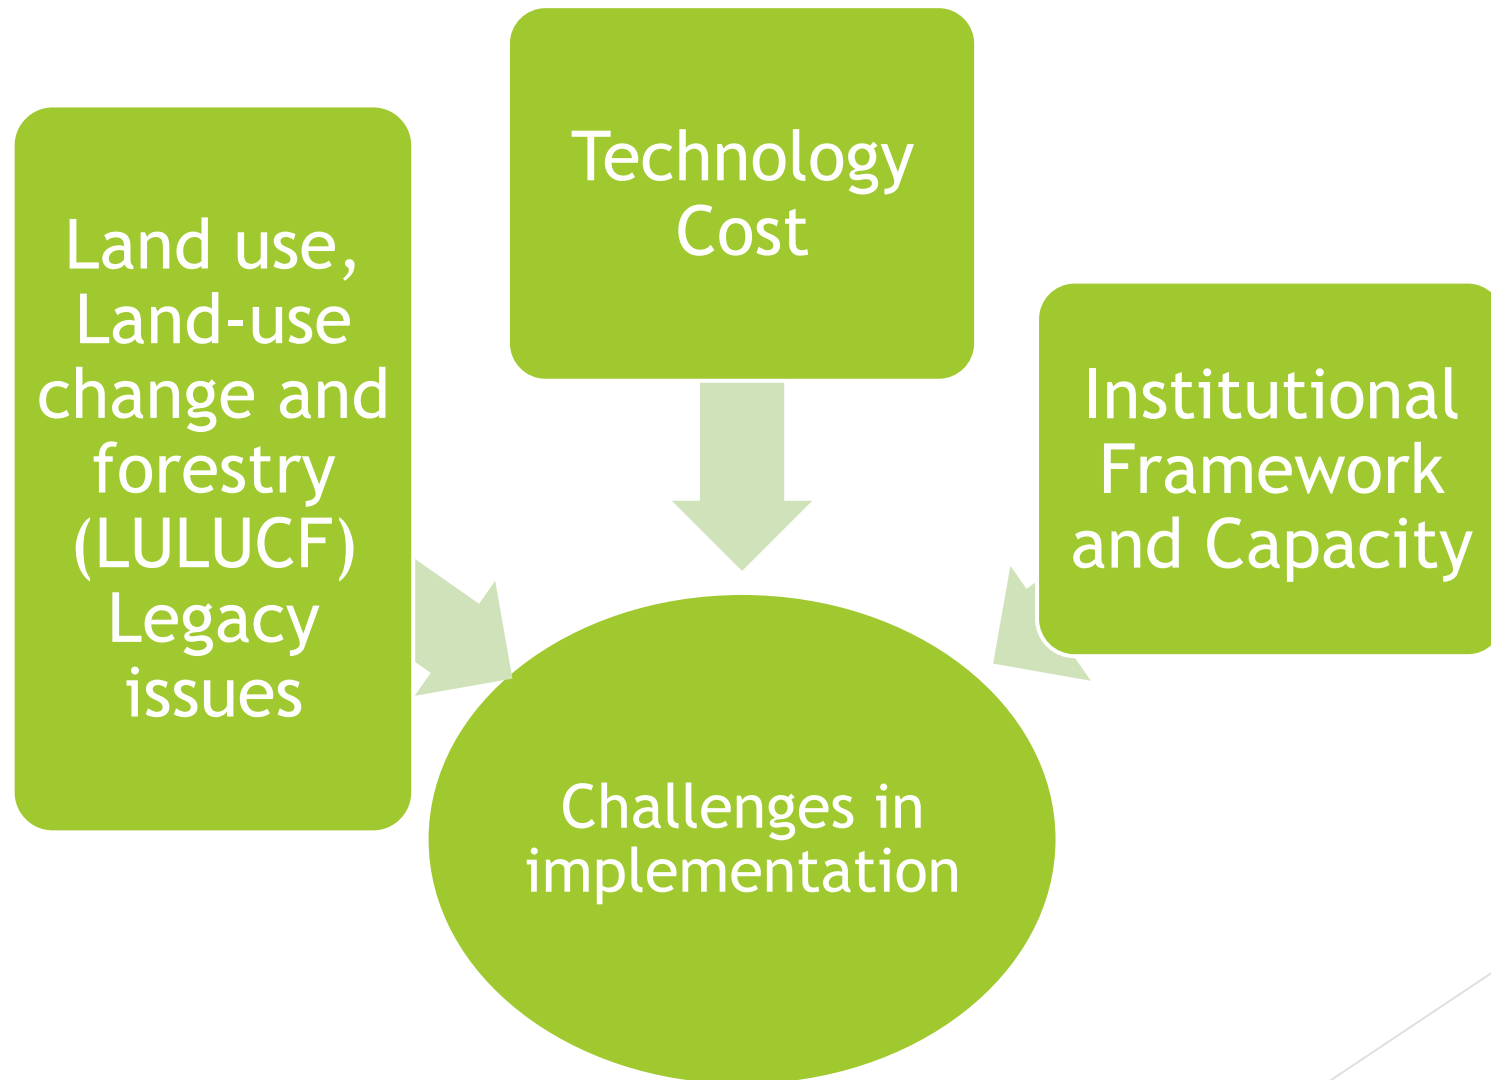 Land use,
Land-use
change and
forestry
(LULUCF)
Legacy
issues
Technology
Cost
Institutional
Framework
and Capacity
Challenges in
implementation